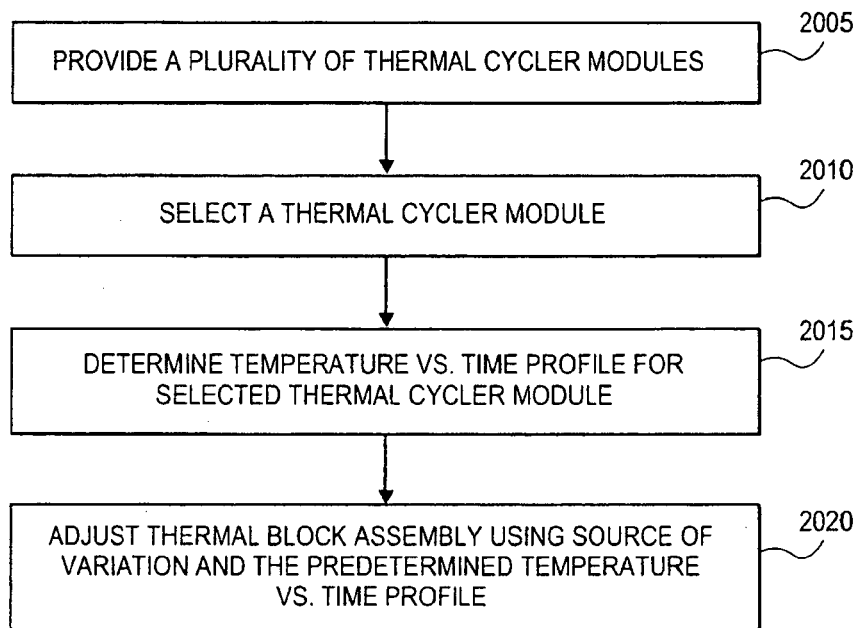 2005
PROVIDE A PLURALITY OF THERMAL CYCLER MODULES
2010
SELECT A THERMAL CYCLER MODULE
2015
DETERMINE TEMPERATURE VS. TIME PROFILE FOR
SELECTED THERMAL CYCLER MODULE
2020
ADJUST THERMAL BLOCK ASSEMBLY USING SOURCE OF
VARIATION AND THE PREDETERMINED TEMPERATURE
VS. TIME PROFILE